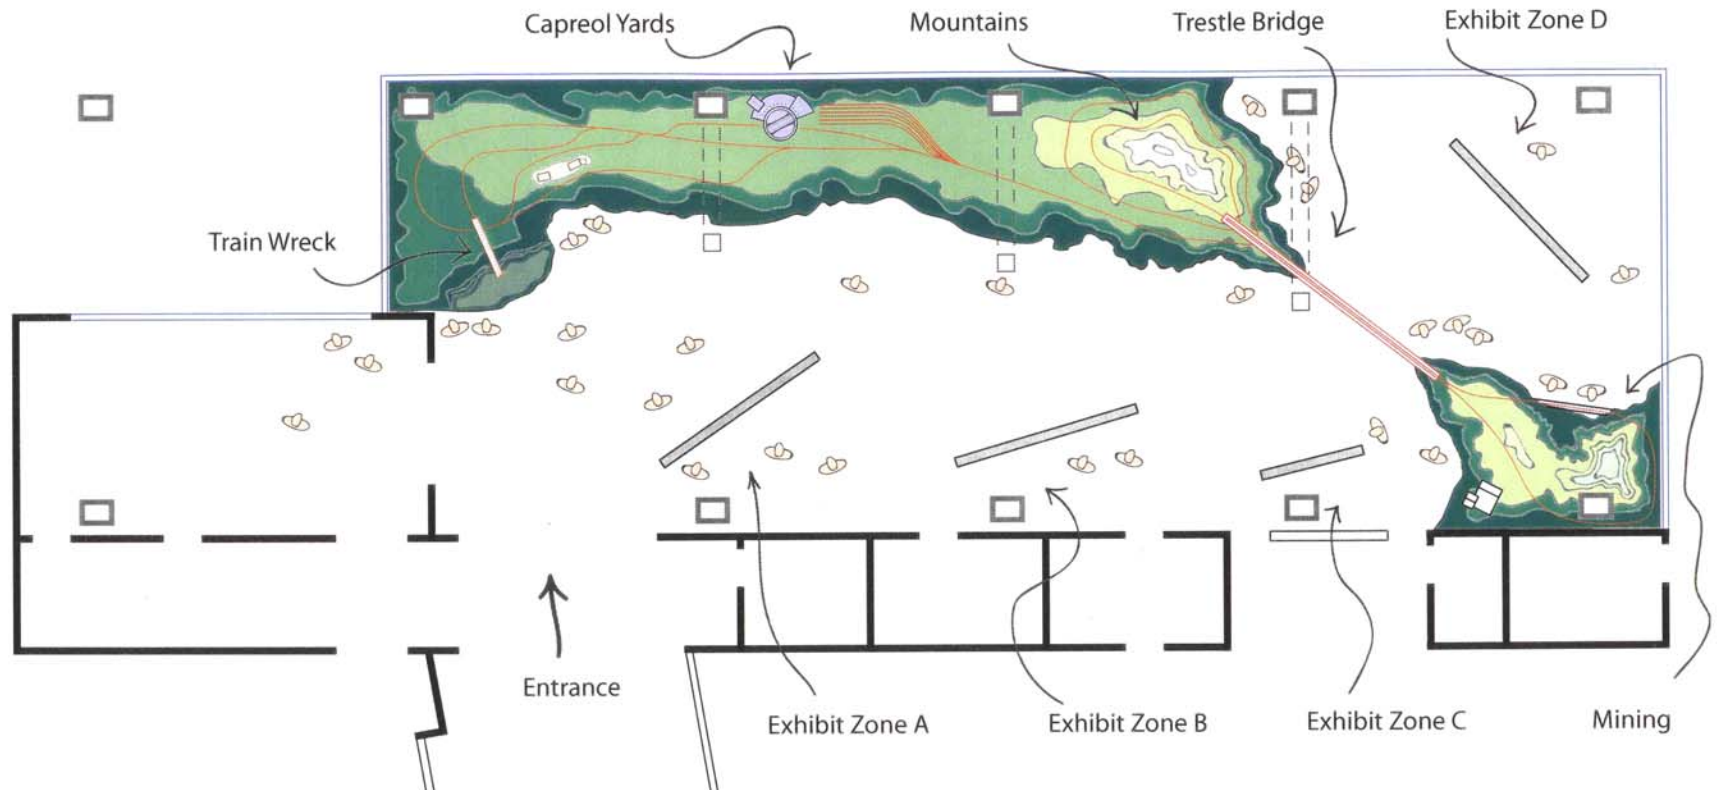 Capreol Yards
Mountains
Trestle Bridge
Exhibit Zone D
Train Wreck
Entrance
Exhibit Zone A
Exhibit Zone B
Exhibit Zone C
Mining